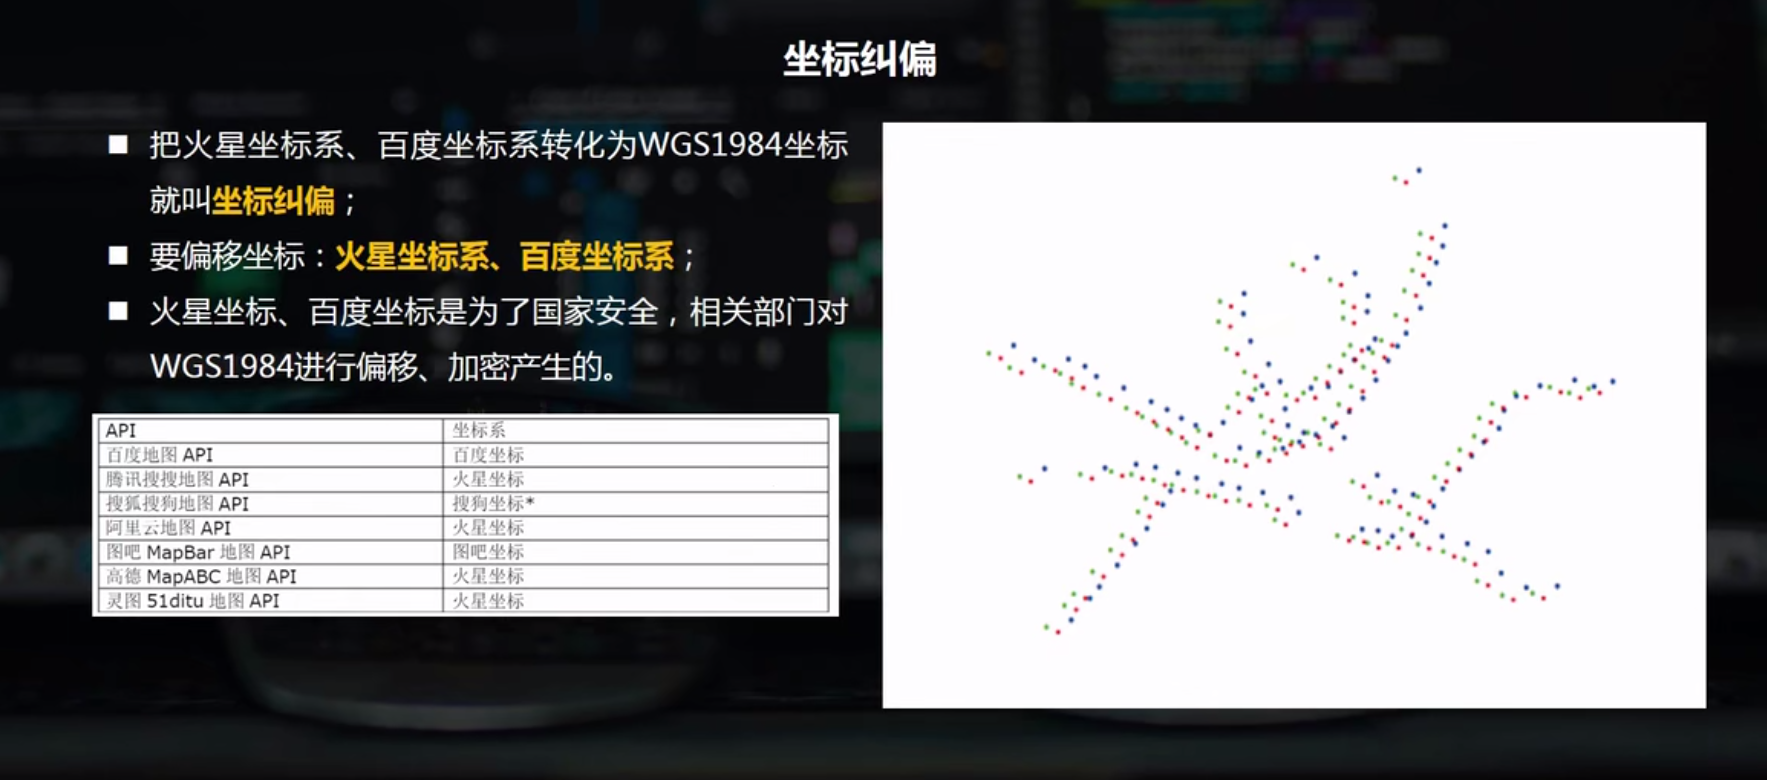 坐标纠偏
■ 把火星坐标系、百度坐标系转化为WGS1984坐标
就叫坐标纠偏；
■ 要偏移坐标：火星坐标系、百度坐标系；
■ 火星坐标、百度坐标是为了国家安全，相关部门对
WGS1984进行偏移、加密产生的。
API 坐标系
百度地图 API 百度坐标
腾讯搜搜地图 API 火星坐标
搜狐搜狗地图 API 搜狗坐标*
阿里云地图 API 火星坐标
图吧 MapBar 地图 API 图吧坐标
高德 MapABC 地图 API 火星坐标
灵图 51ditu 地图 API 火星坐标